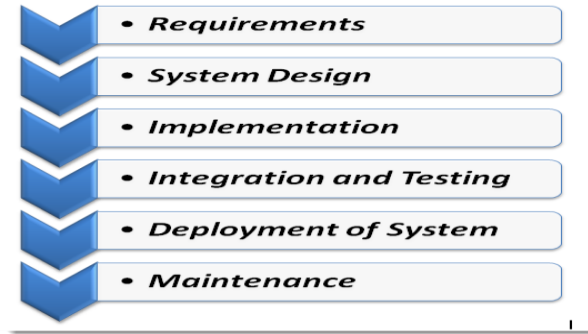 • Requirements
• System Design
• Implementation
• Integration and Testing
• Deployment of System
• Maintenance